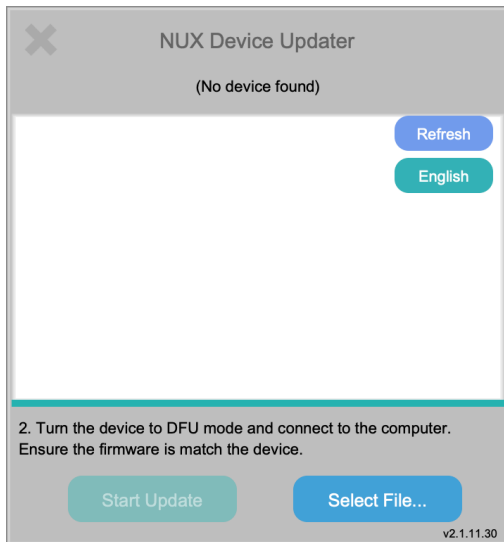 NUX Device Updater
(No device found)
Refresh
English
2. Turn the device to DFU mode and connect to the computer.
Ensure the firmware is match the device.
Start Update
Select File...
v2.1.11.30